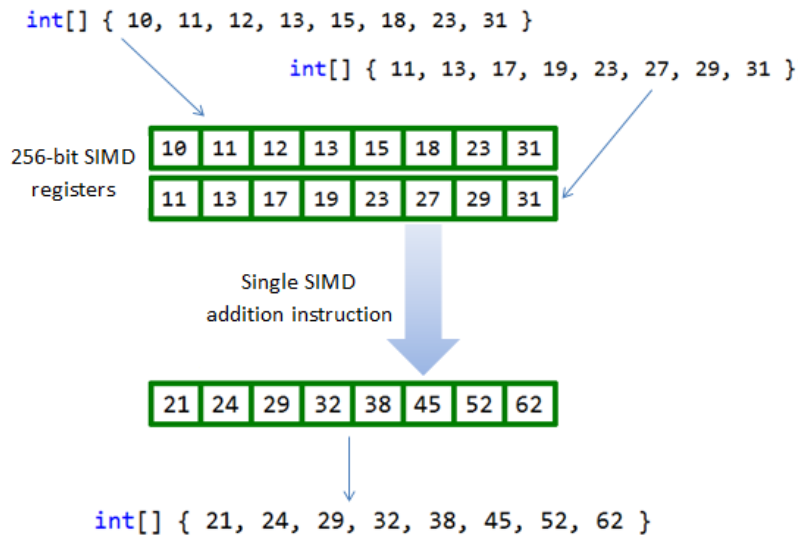 int[] { 10, 11, 12, 13, 15, 18, 23, 31 }
int[] { 11, 13, 17, 19, 23, 27, 29, 31 }
256-bit SIMD
registers
10 11 12 13 15 18 23 31
11 13 17 19 23 27 29 31
Single SIMD
addition instruction
21 24 29 32 38 45 52 62
int[] { 21, 24, 29, 32, 38, 45, 52, 62 }